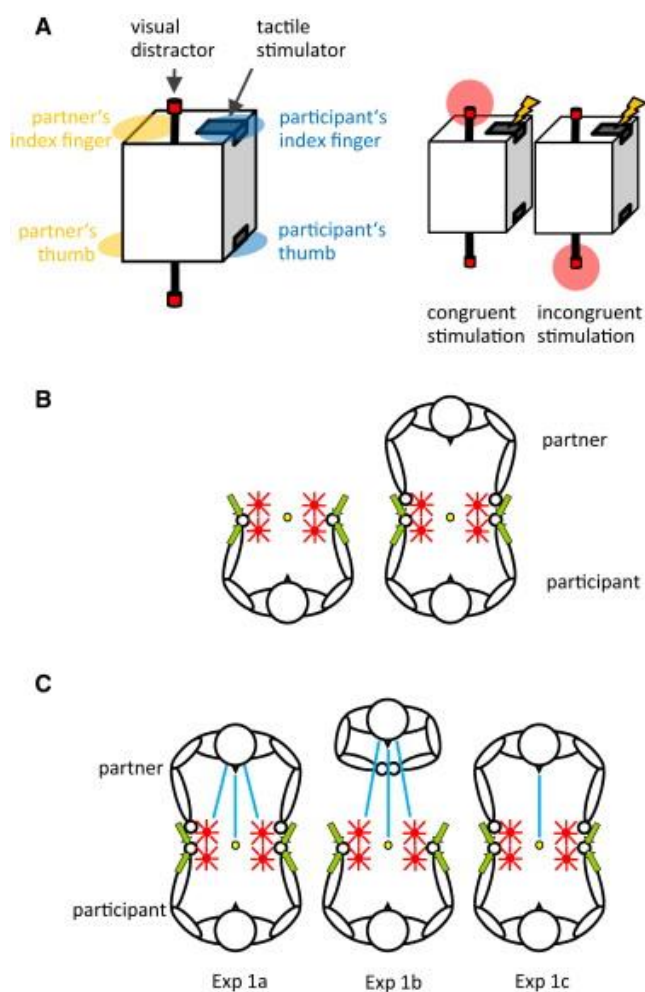 A
visual
distractor
tactile
stimulator
partner's
index finger
participant's
index finger
partner's
thumb
participant's
thumb
congruent
stimulation
incongruent
stimulation
B
partner
participant
C
partner
participant
Exp 1a
Exp 1b
Exp 1c